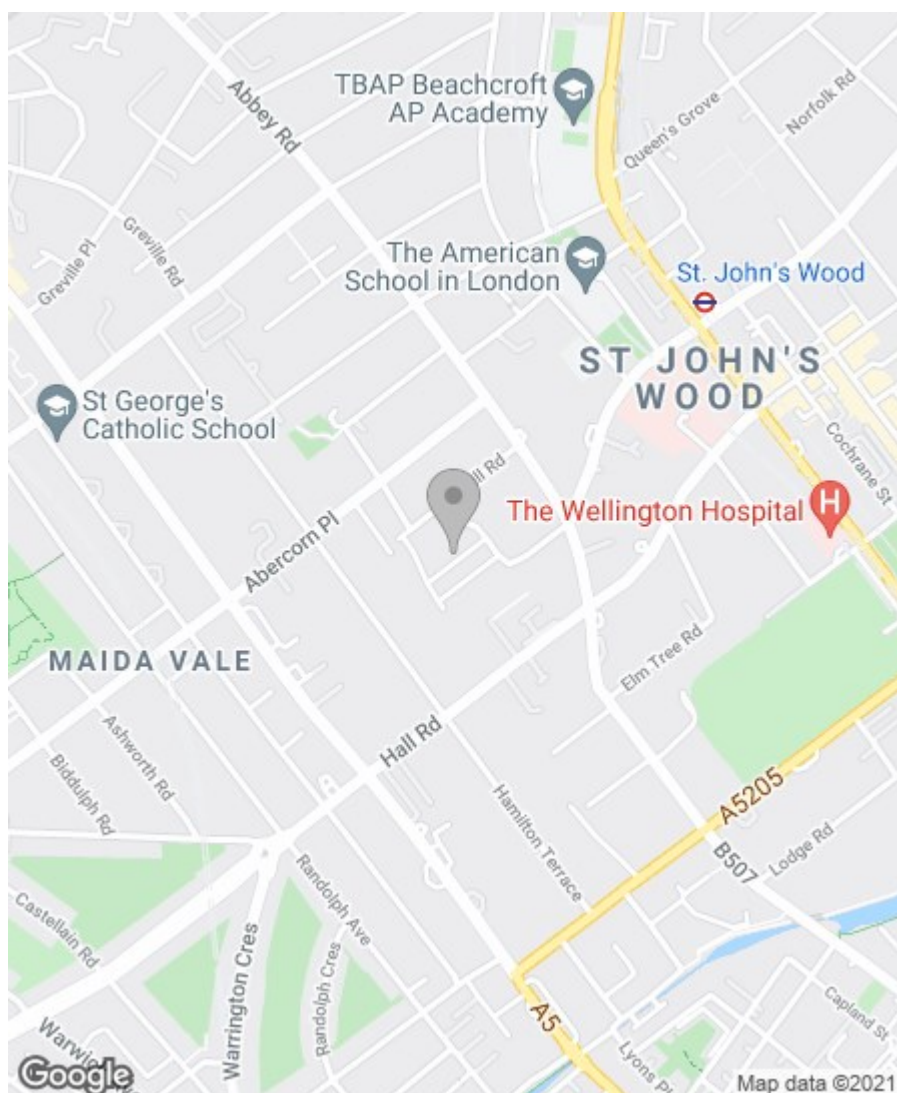 Abbey Rd
TBAP Beachcroft
AP Academy
Norfolk Rd
Queen's Grove
Greville Rd
Greville Pl
The American
School in London
St. John's Wood
ST JOHN'S
WOOD
St George's
Catholic School
Cochrane St
Rd
The Wellington Hospital
H
Abercorn Pl
Elm Tree Rd
MAIDA VALE
Ashworth Rd
Biddulph Rd
Hall Rd
Hamilton Terrace
A5205
B507
Lodge Rd
Randolph Ave
Castellain Rd
Warrington Cres
Randolph Cres
A5
Capland St
Lyons Pl
Google
Map data ©2021